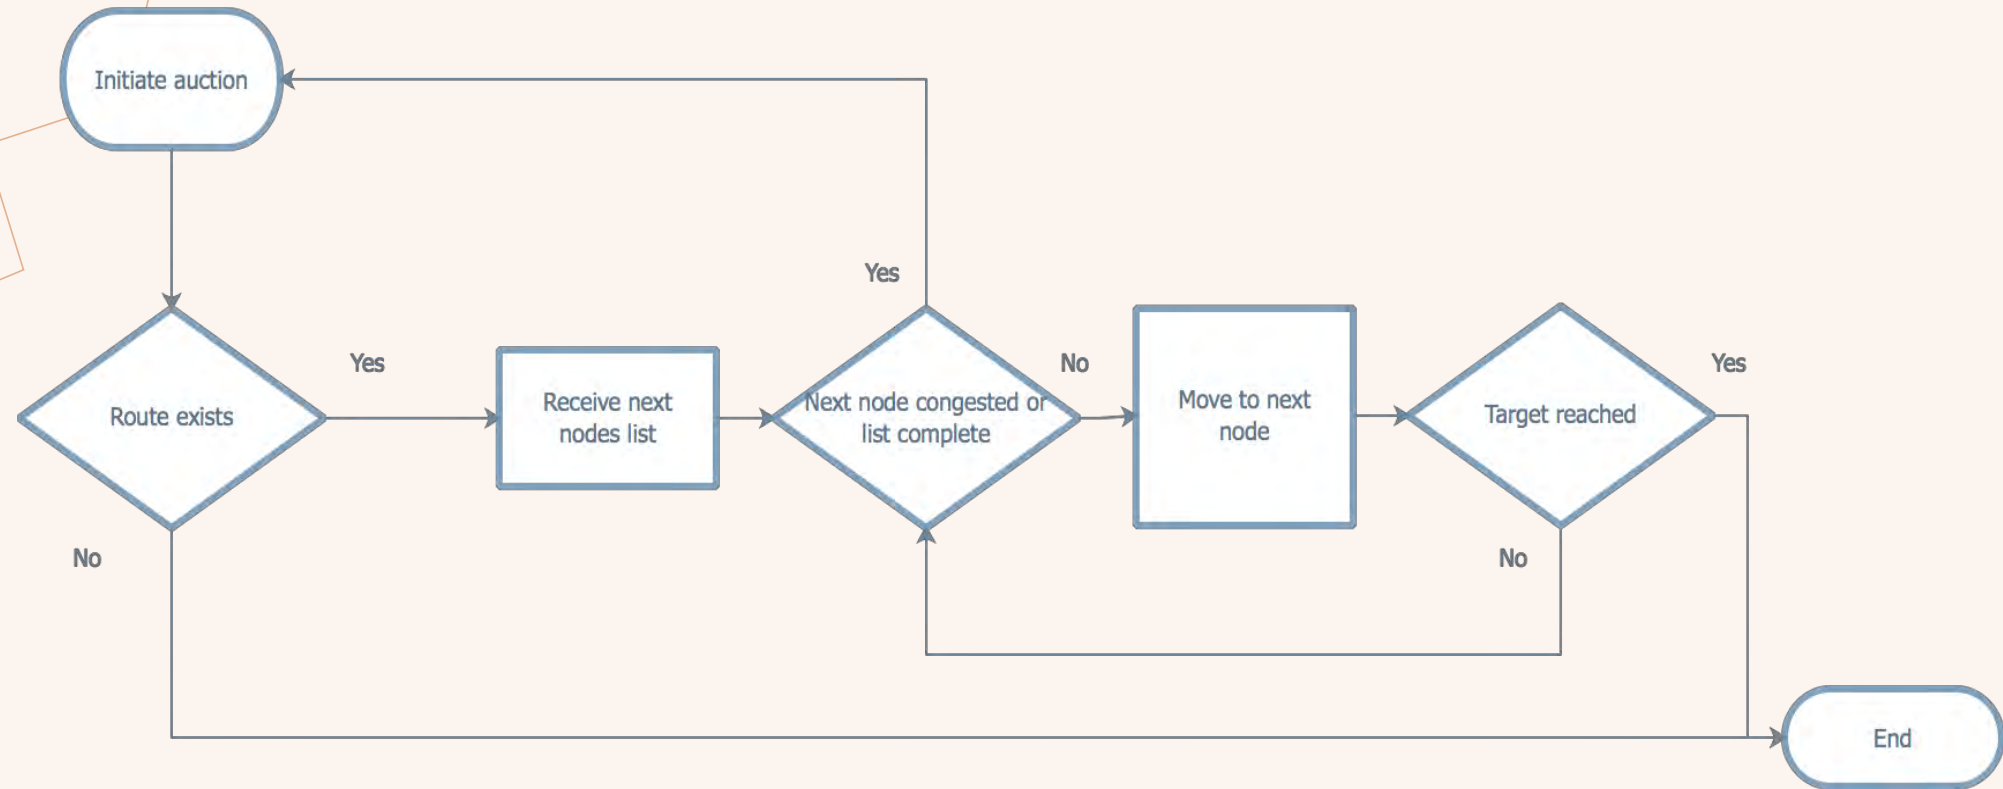 Initiate auction
Yes
Yes
No
Yes
Route exists
Receive next
nodes list
Next node congested or
list complete
Move to next
node
Target reached
No
No
End